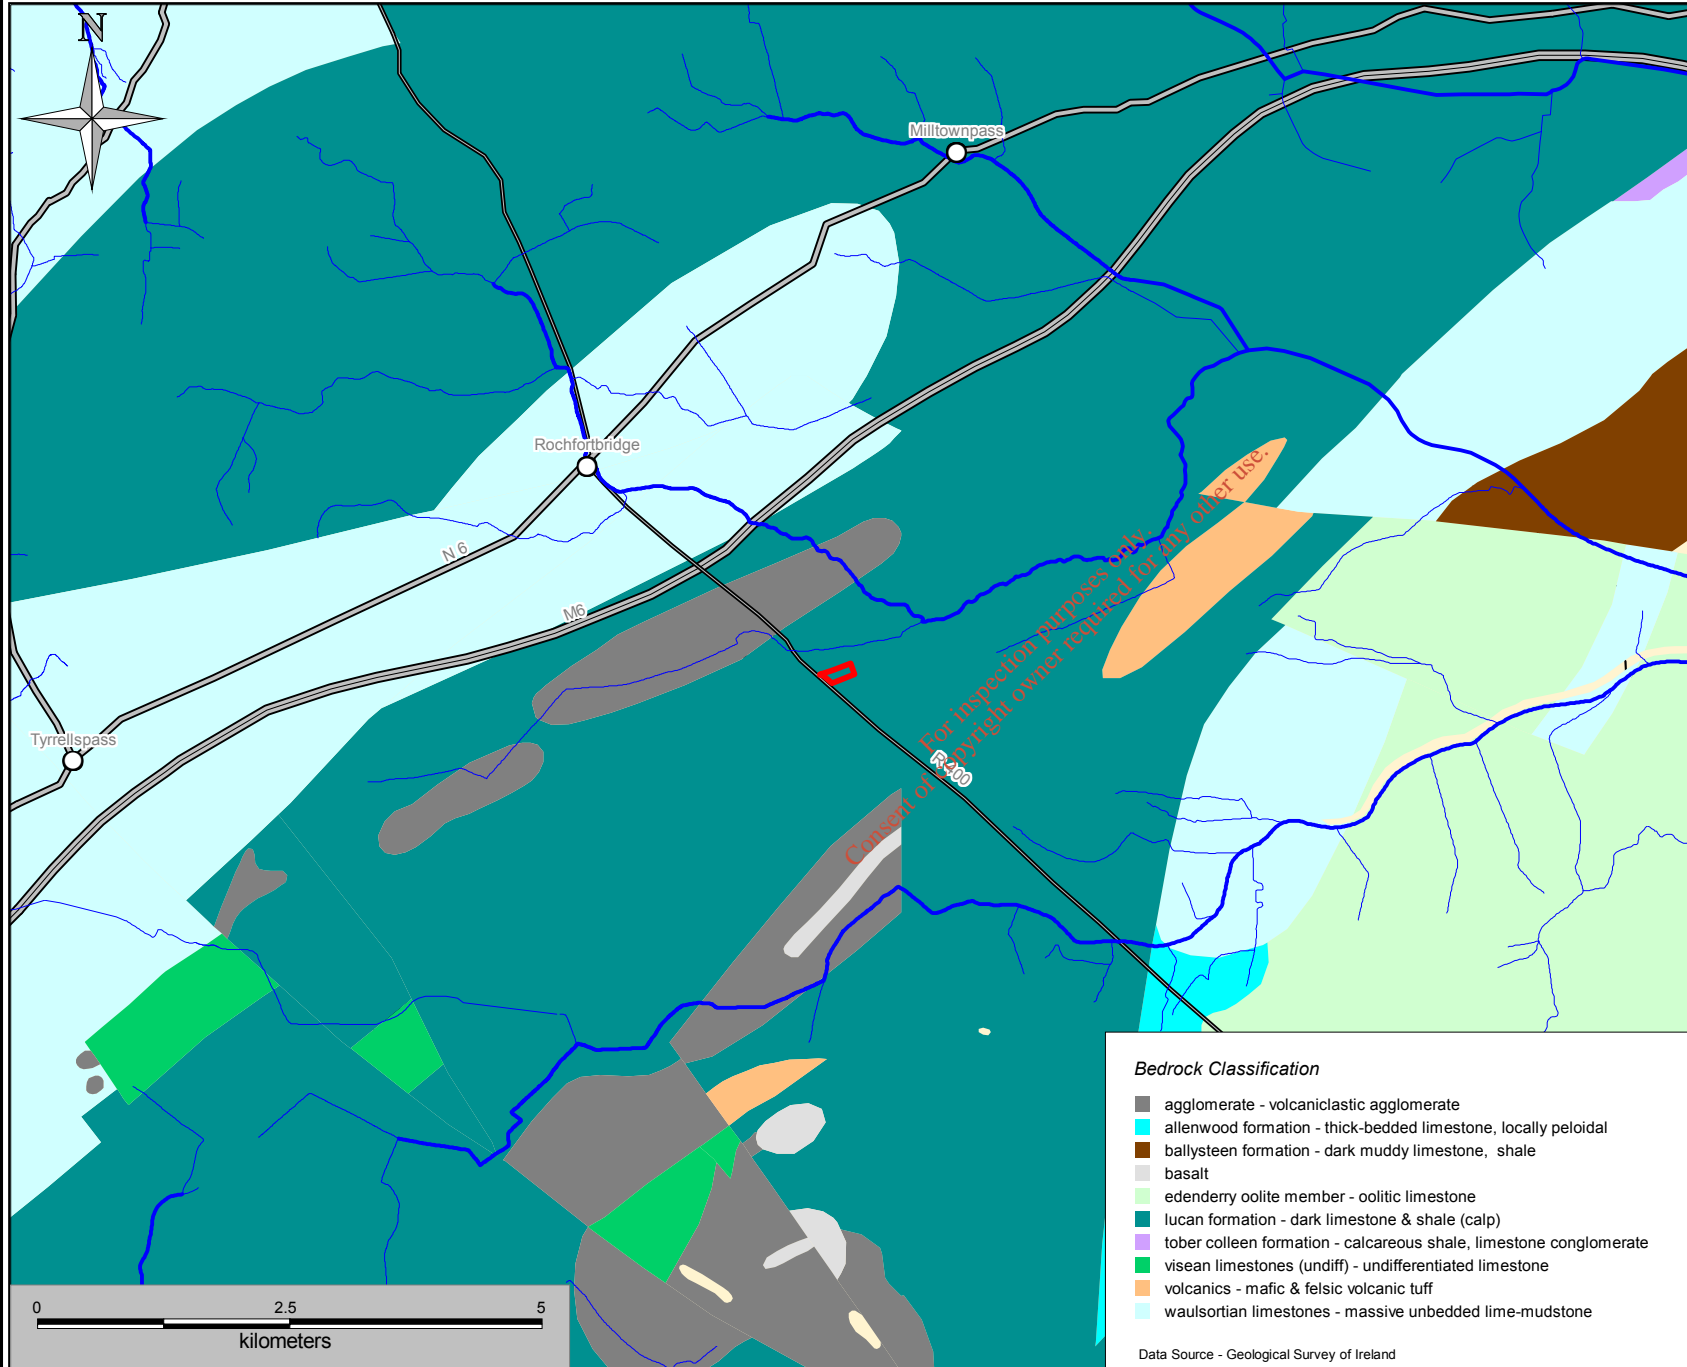 N
Milltownpass
Rochfortbridge
N 6
M6
Tyrrellspass
R400
For inspection purposes only.
Consent of copyright owner required for any other use.
Bedrock Classification
agglomerate - volcaniclastic agglomerate
allenwood formation - thick-bedded limestone, locally peloidal
ballysteen formation - dark muddy limestone, shale
basalt
edenderry oolite member - oolitic limestone
lucan formation - dark limestone & shale (calp)
tober colleen formation - calcareous shale, limestone conglomerate
visean limestones (undiff) - undifferentiated limestone
volcanics - mafic & felsic volcanic tuff
waulsortian limestones - massive unbedded lime-mudstone
Data Source - Geological Survey of Ireland
0 2.5 5
kilometers